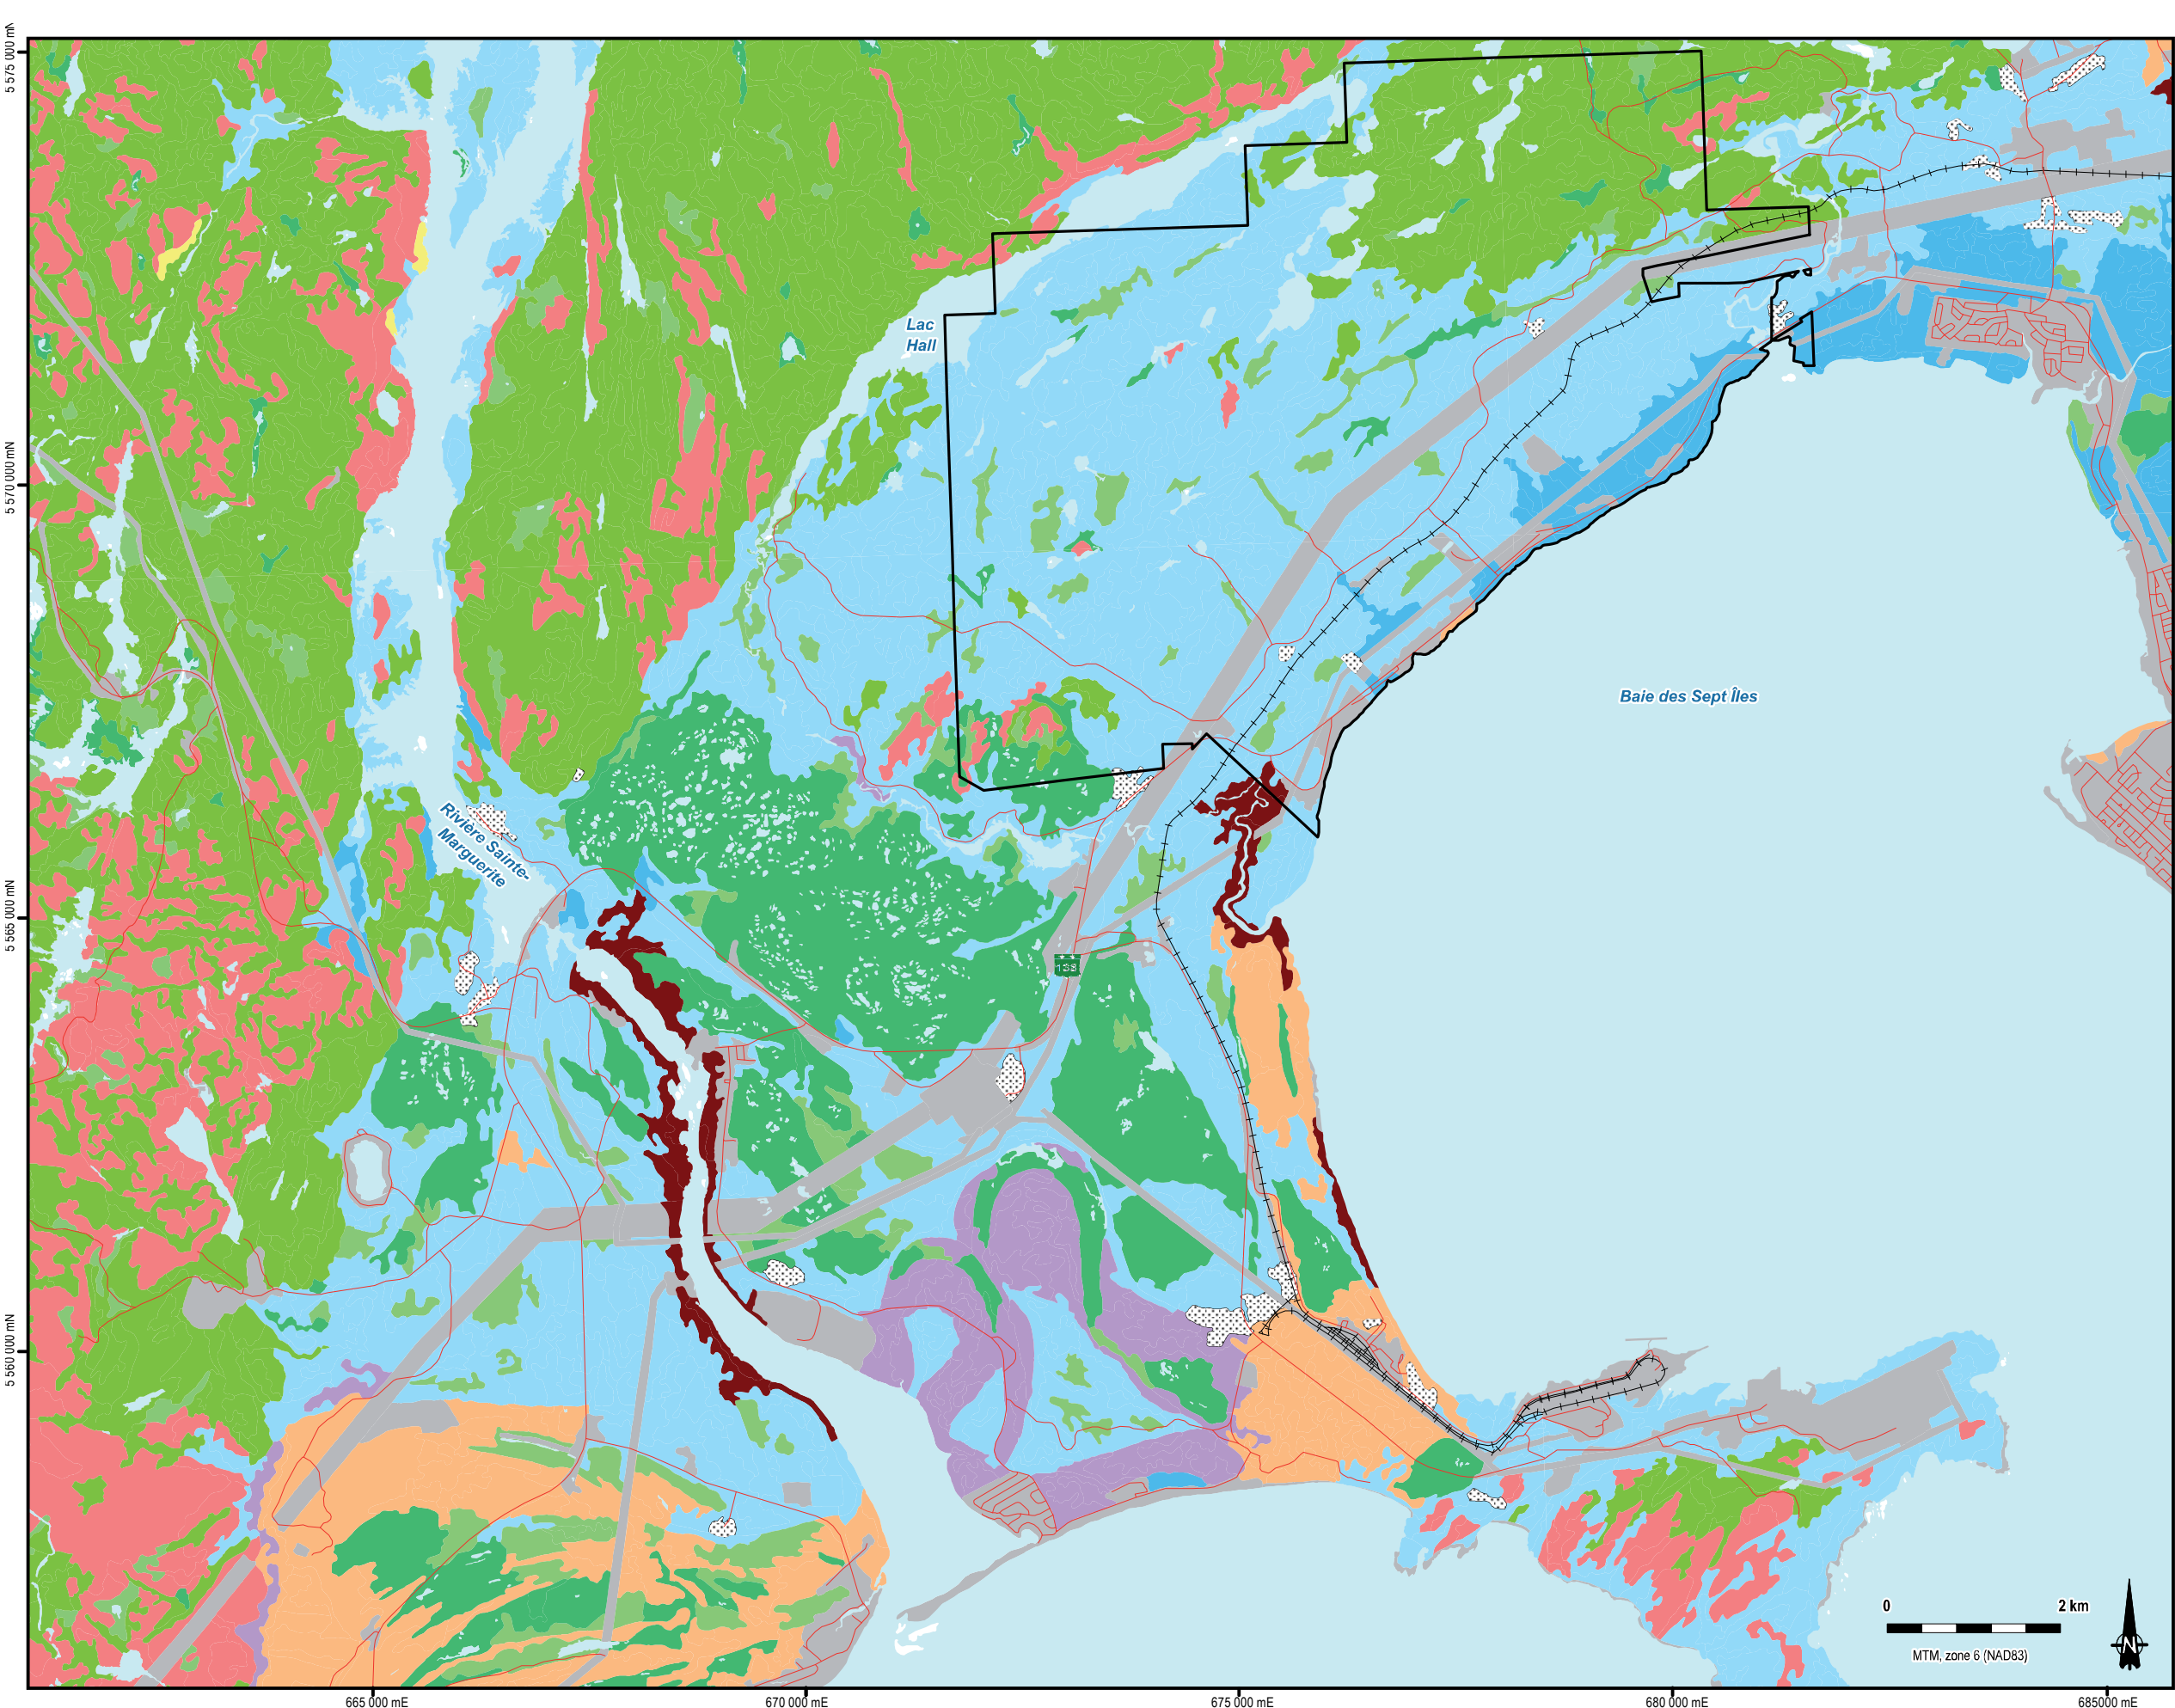 5 575 000 mN
Lac
Hall
5 570 000 mN
Baie des Sept Îles
Rivière Sainte-
Marguerite
5 565 000 mN
138
5 560 000 mN
0 2 km
MTM, zone 6 (NAD83)
N
665 000 mE 670 000 mE 675 000 mE 680 000 mE 685000 mE